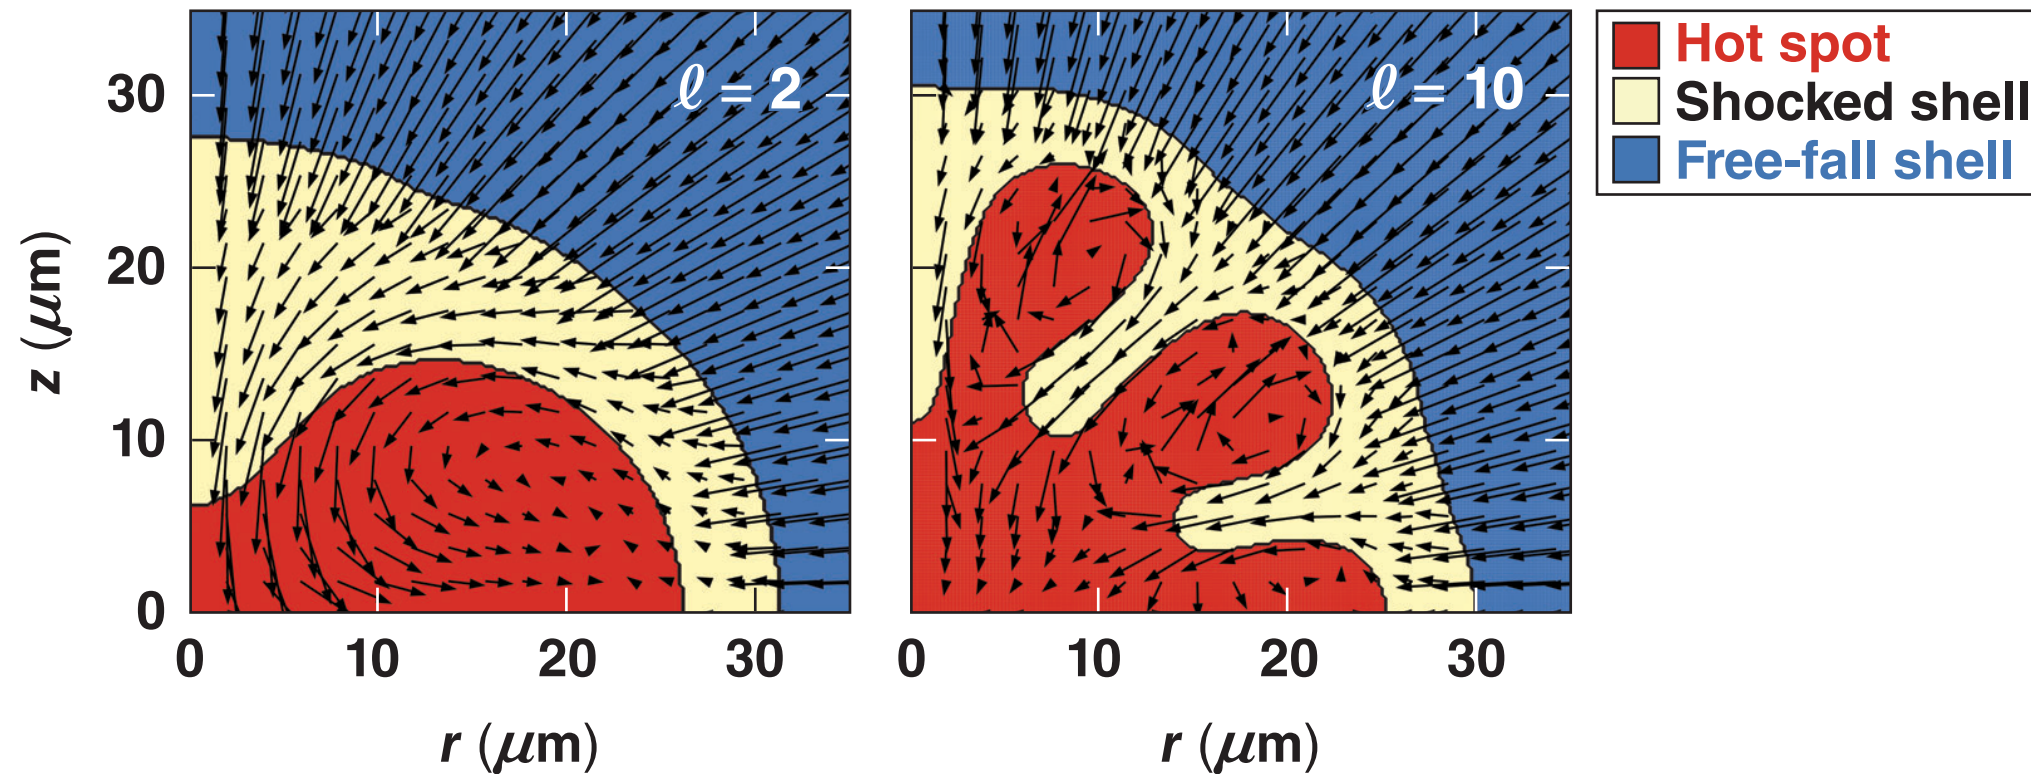 ℓ = 2
ℓ = 10
Hot spot
Shocked shell
Free-fall shell
z (μm)
30
20
10
0
0 10 20 30
0 10 20 30
r (μm)
r (μm)